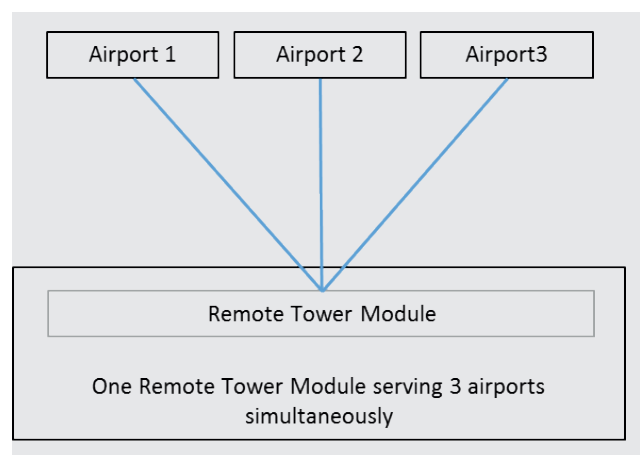 Airport 1
Airport 2
Airport3
Remote Tower Module
One Remote Tower Module serving 3 airports
simultaneously